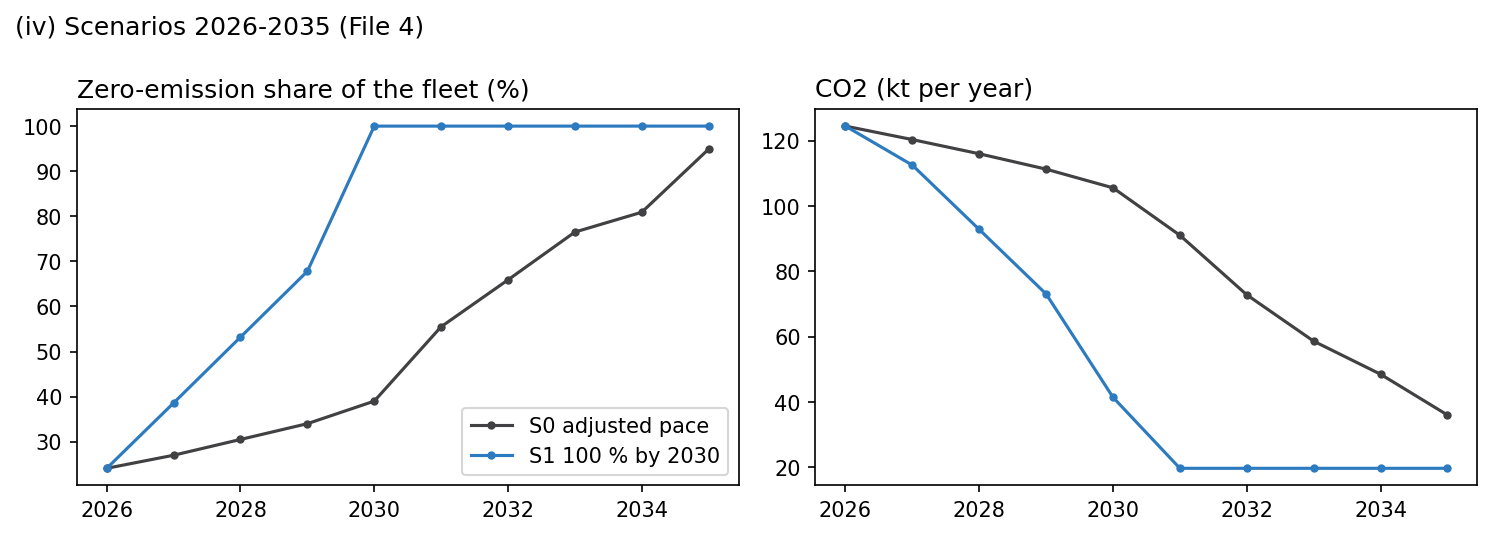 (iv) Scenarios 2026-2035 (File 4)
Zero-emission share of the fleet (%)
100
90
80
70
60
50
40
30
2026 2028 2030 2032 2034
S0 adjusted pace
S1 100 % by 2030
CO2 (kt per year)
120
100
80
60
40
20
2026 2028 2030 2032 2034